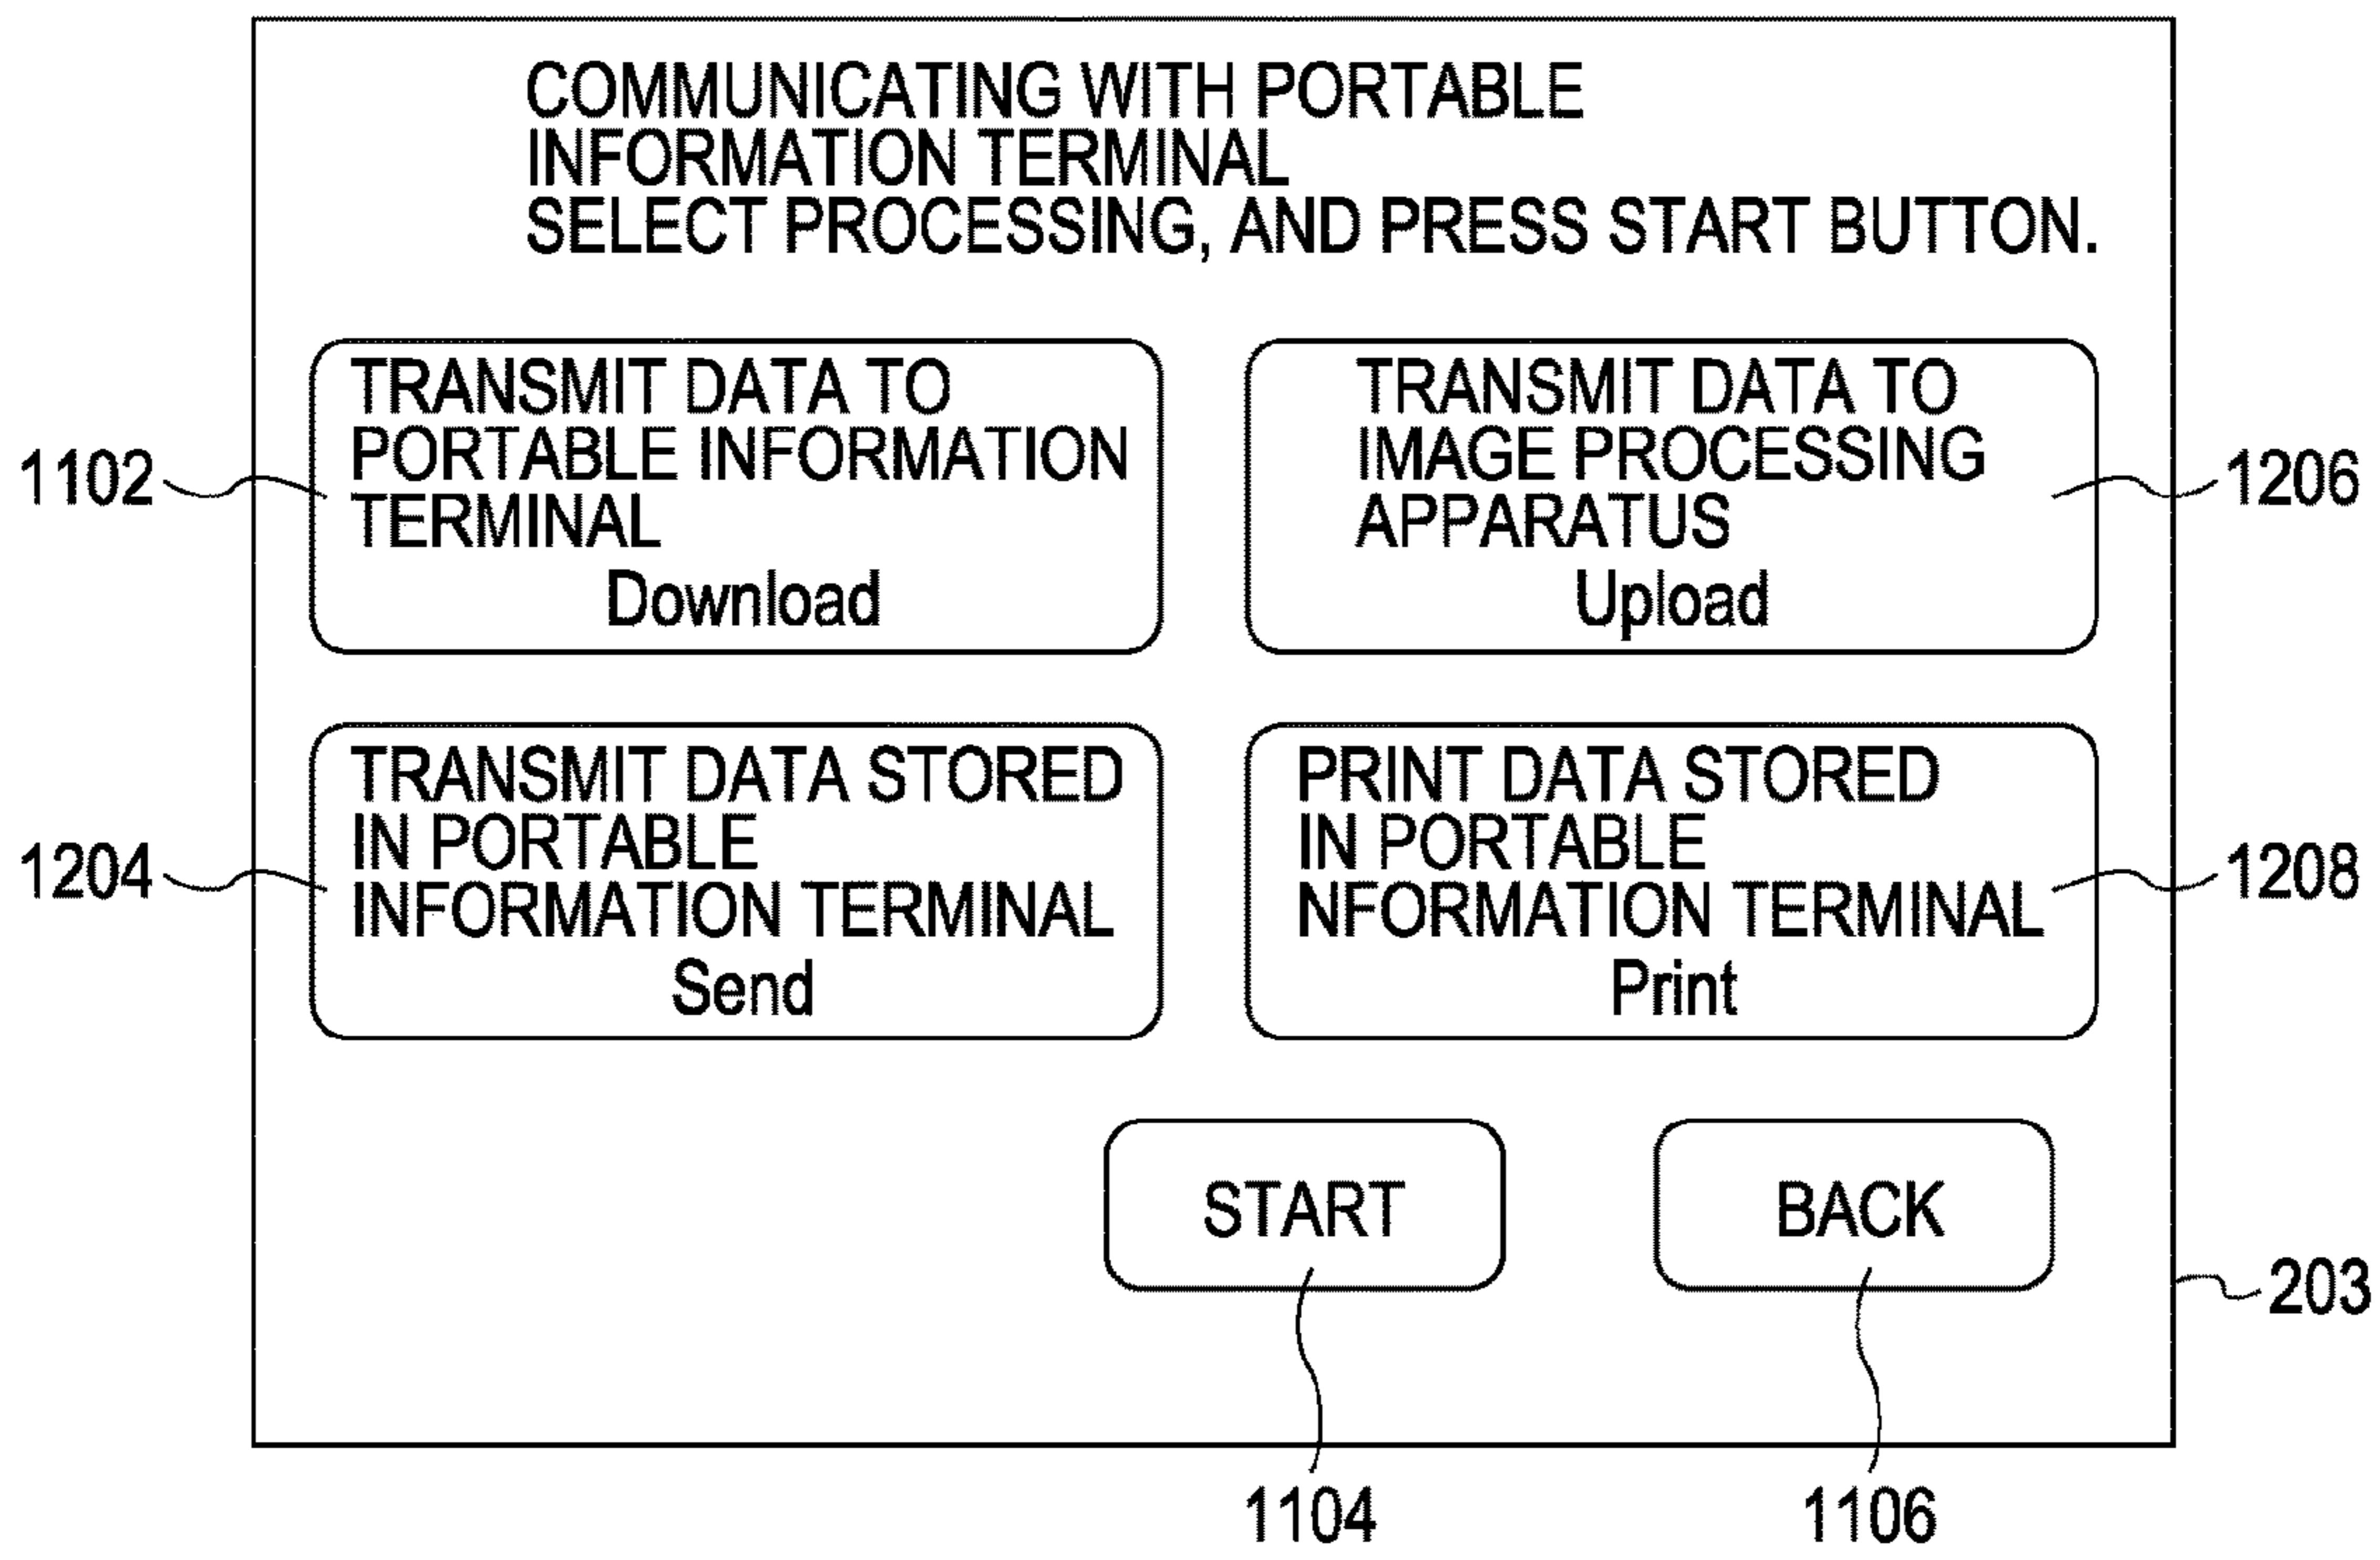 COMMUNICATING WITH PORTABLE
INFORMATION TERMINAL
SELECT PROCESSING, AND PRESS START BUTTON.
TRANSMIT DATA TO
PORTABLE INFORMATION
TERMINAL
Download
1102
TRANSMIT DATA TO
IMAGE PROCESSING
APPARATUS
Upload
1206
TRANSMIT DATA STORED
IN PORTABLE
INFORMATION TERMINAL
Send
1204
PRINT DATA STORED
IN PORTABLE
NFORMATION TERMINAL
Print
1208
START
BACK
203
1104
1106